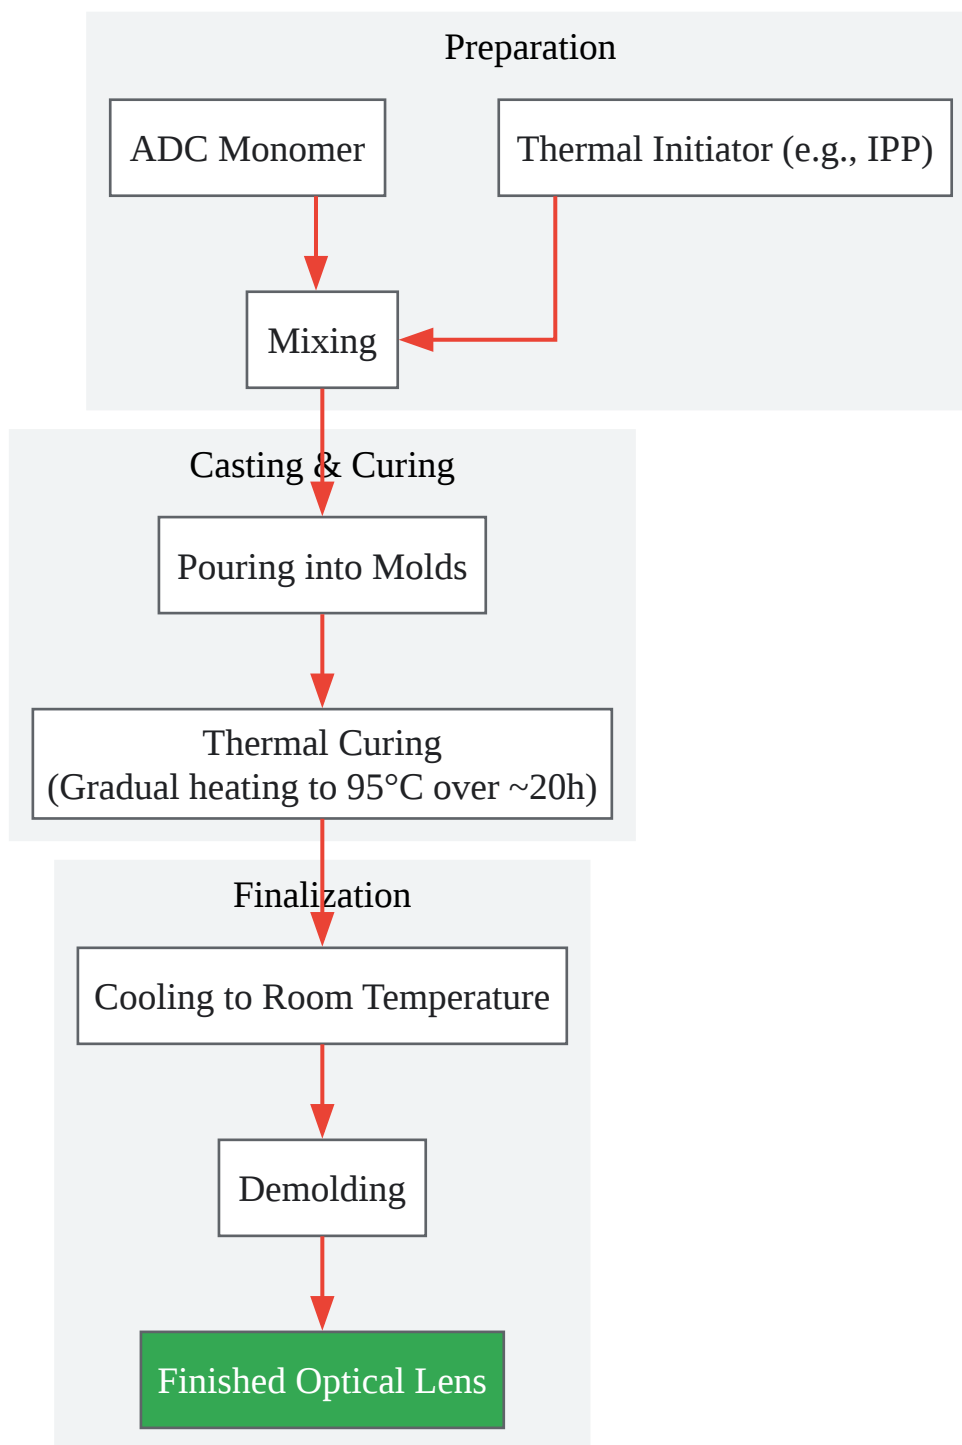 Preparation
ADC Monomer
Thermal Initiator (e.g., IPP)
Mixing
Casting & Curing
Pouring into Molds
Thermal Curing
(Gradual heating to 95°C over ~20h)
Finalization
Cooling to Room Temperature
Demolding
Finished Optical Lens